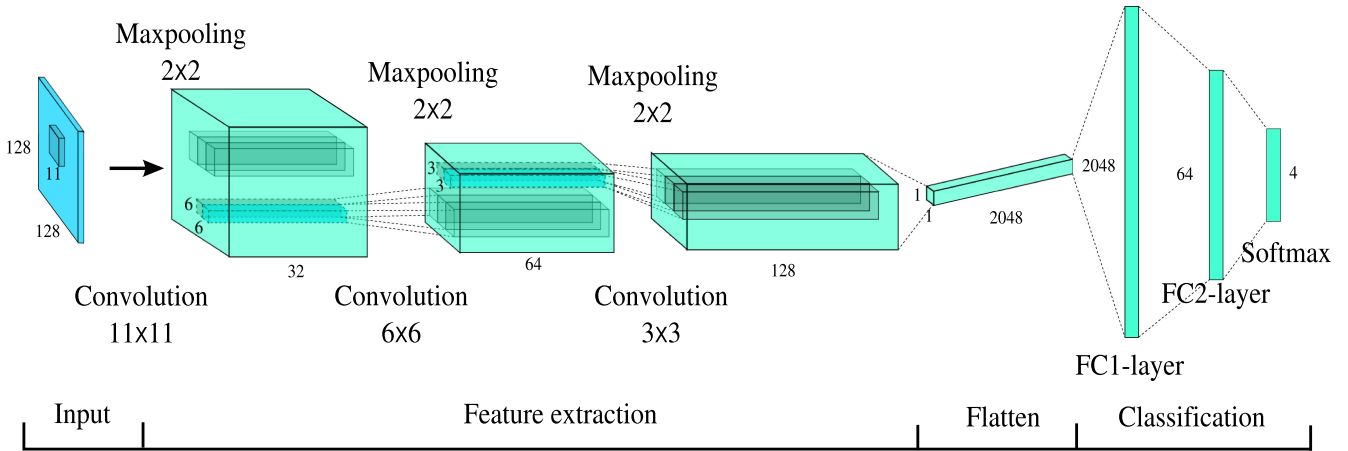 Maxpooling
2x2
Maxpooling
2x2
Maxpooling
2x2
128
11
128
6
6
32
3
3
64
128
1
1
2048
2048
64
4
Softmax
FC2-layer
FC1-layer
Convolution
11x11
Convolution
6x6
Convolution
3x3
Input
Feature extraction
Flatten
Classification